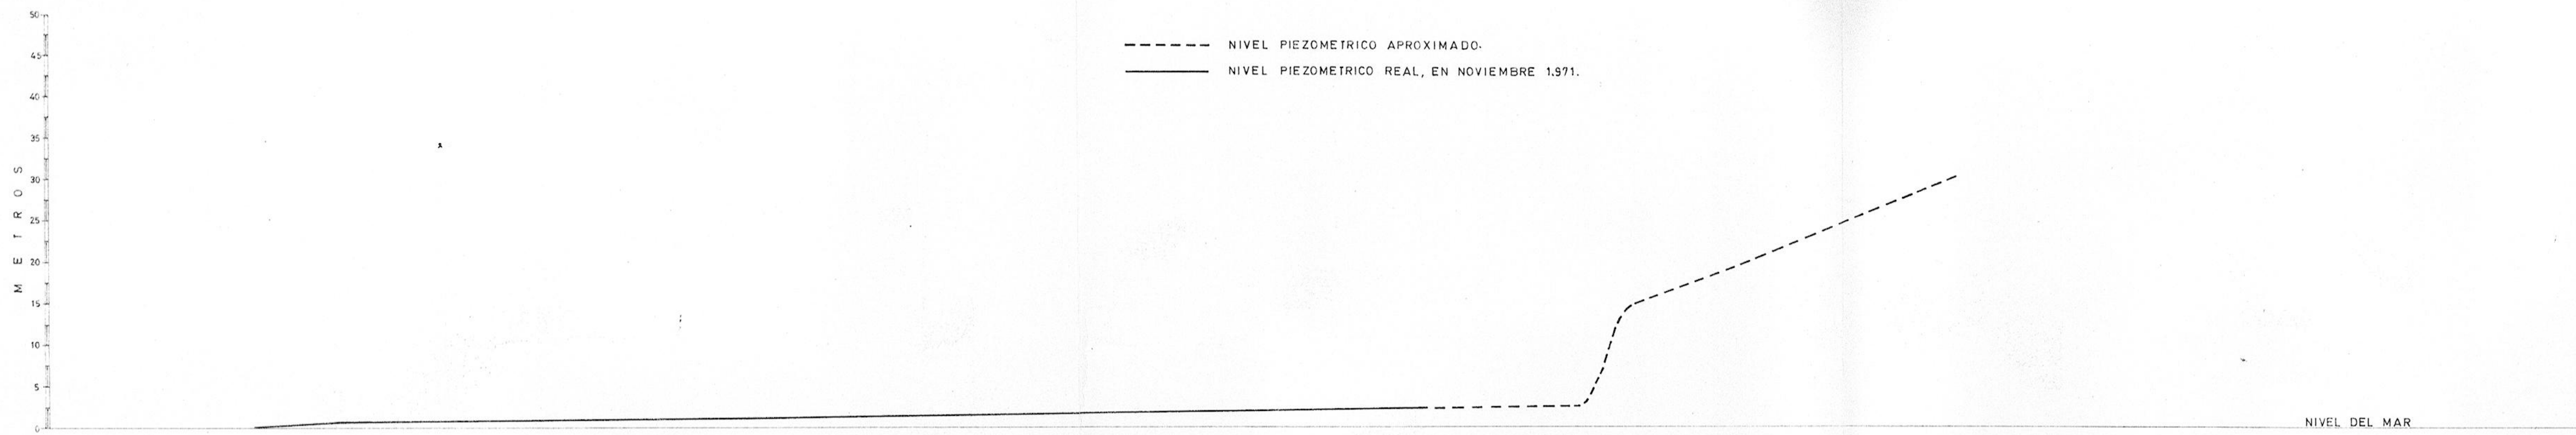 50
45
40
35
30
25
20
15
10
5
0
METROS
NIVEL PIEZOMETRICO APROXIMADO.
NIVEL PIEZOMETRICO REAL, EN NOVIEMBRE 1.971.
NIVEL DEL MAR